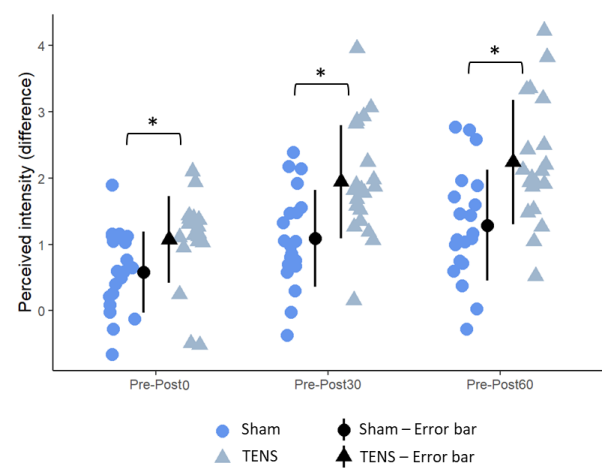 Perceived intensity (difference)
4
3
2
1
0
*
*
*
Pre-Post0
Pre-Post30
Pre-Post60
Sham
Sham – Error bar
TENS
TENS – Error bar